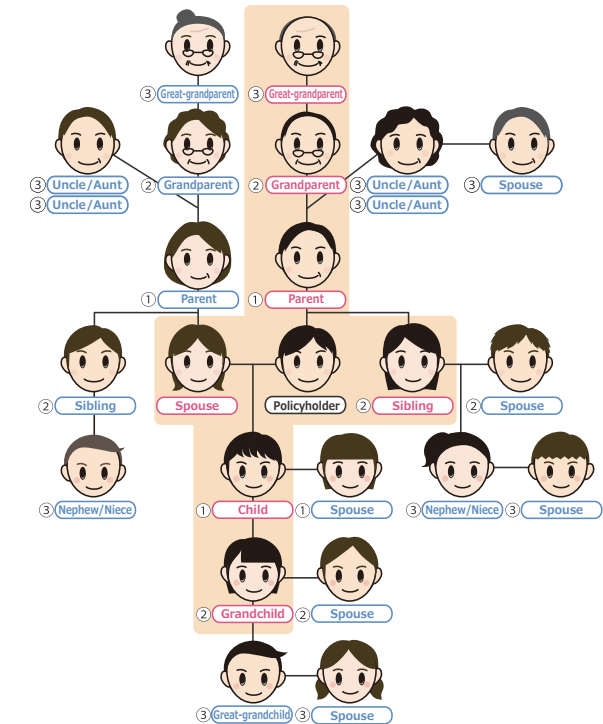 ③ Great-grandparent ③ Great-grandparent
③ Uncle/Aunt ② Grandparent ② Grandparent ③ Uncle/Aunt ③ Spouse
③ Uncle/Aunt ③ Uncle/Aunt
① Parent ① Parent
② Sibling Spouse Policyholder ② Sibling ② Spouse
③ Nephew/Niece ① Child ① Spouse ③ Nephew/Niece ③ Spouse
② Grandchild ② Spouse
③ Great-grandchild ③ Spouse